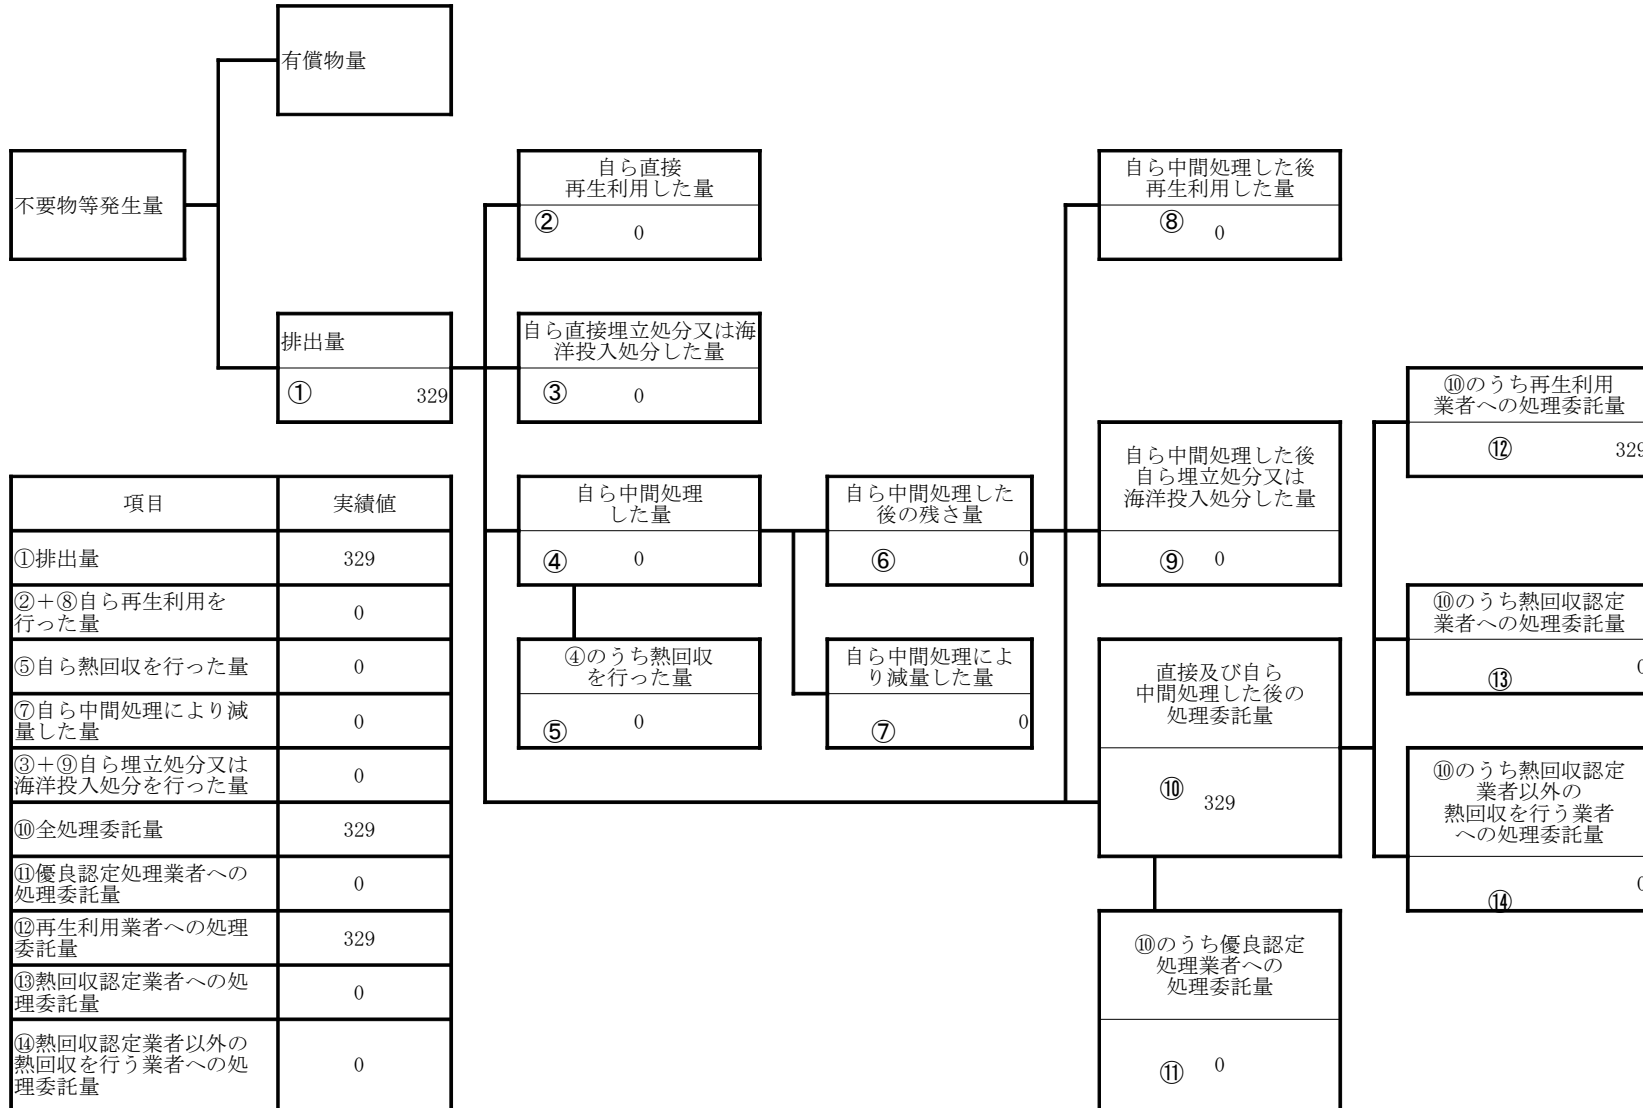 有償物量
不要物等発生量
自ら直接
再生利用した量
②
0
自ら中間処理した後
再生利用した量
⑧
0
排出量
①
329
自ら直接埋立処分又は海
洋投入処分した量
③
0
⑩のうち再生利用
業者への処理委託量
⑫
329
自ら中間処理した後
自ら埋立処分又は
海洋投入処分した量
⑨
0
自ら中間処理
した量
④
0
自ら中間処理した
後の残さ量
⑥
0
④のうち熱回収
を行った量
⑤
0
自ら中間処理によ
り減量した量
⑦
0
直接及び自ら
中間処理した後の
処理委託量
⑩
329
⑩のうち熱回収認定
業者への処理委託量
⑬
0
⑩のうち熱回収認定
業者以外の
熱回収を行う業者
への処理委託量
⑭
0
⑩のうち優良認定
処理業者への
処理委託量
⑪
0
項目
実績値
①排出量
329
②+⑧自ら再生利用を
行った量
0
⑤自ら熱回収を行った量
0
⑦自ら中間処理により減
量した量
0
③+⑨自ら埋立処分又は
海洋投入処分を行った量
0
⑩全処理委託量
329
⑪優良認定処理業者への
処理委託量
0
⑫再生利用業者への処理
委託量
329
⑬熱回収認定業者への処
理委託量
0
⑭熱回収認定業者以外の
熱回収を行う業者への処
理委託量
0